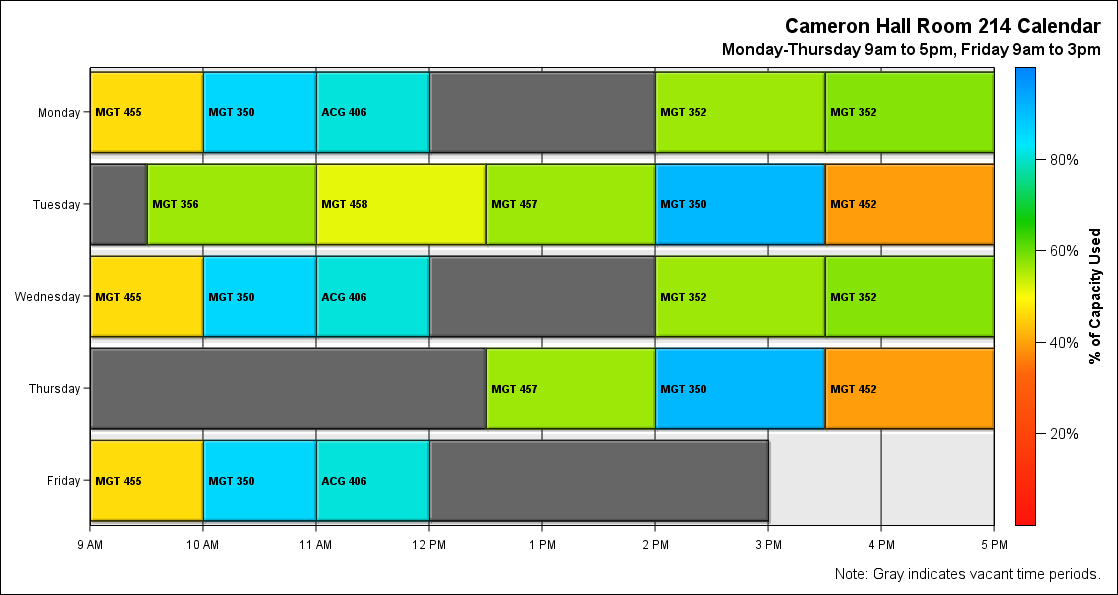 Cameron Hall Room 214 Calendar
Monday-Thursday 9am to 5pm, Friday 9am to 3pm
Monday
MGT 455 MGT 350 ACG 406 MGT 352 MGT 352
Tuesday
MGT 356 MGT 458 MGT 457 MGT 350 MGT 452
Wednesday
MGT 455 MGT 350 ACG 406 MGT 352 MGT 352
Thursday
MGT 457 MGT 350 MGT 452
Friday
MGT 455 MGT 350 ACG 406
9 AM 10 AM 11 AM 12 PM 1 PM 2 PM 3 PM 4 PM 5 PM
80%
60%
40%
20%
% of Capacity Used
Note: Gray indicates vacant time periods.